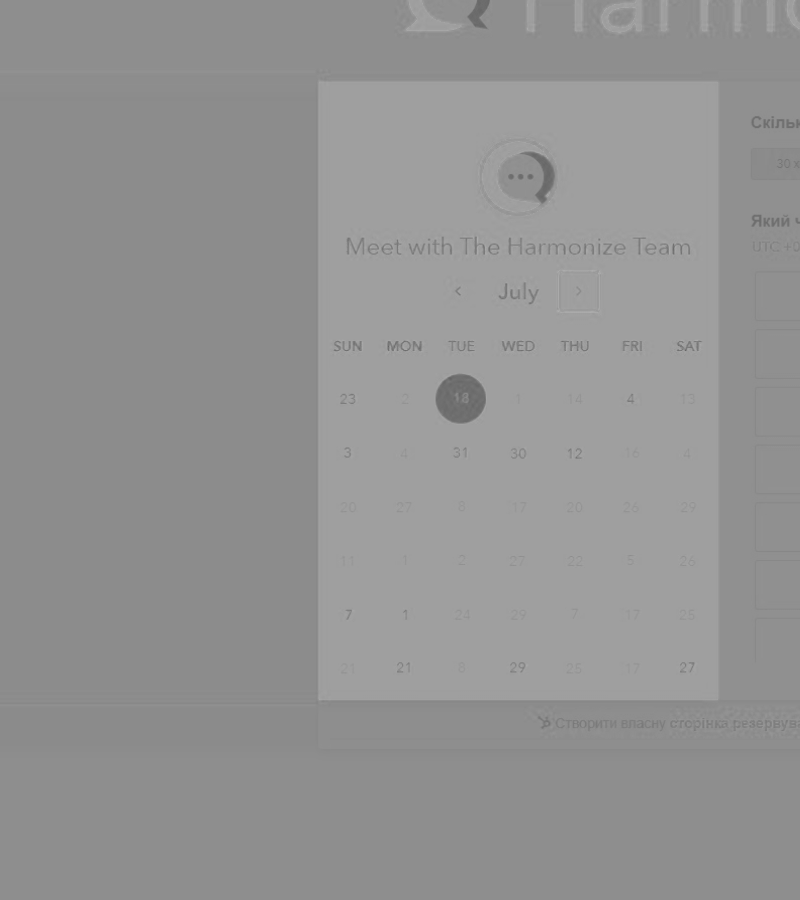 Harmo
Meet with The Harmonize Team
July
SUN MON TUE WED THU FRI SAT
23 2 18 1 14 4 13
3 4 31 30 12 16 4
20 27 8 17 20 26 29
11 1 2 27 22 5 26
7 1 24 29 7 17 25
21 21 8 29 25 17 27
Скільк
30 х
Який ч
UTC +0
Створити власну сторінка резервува